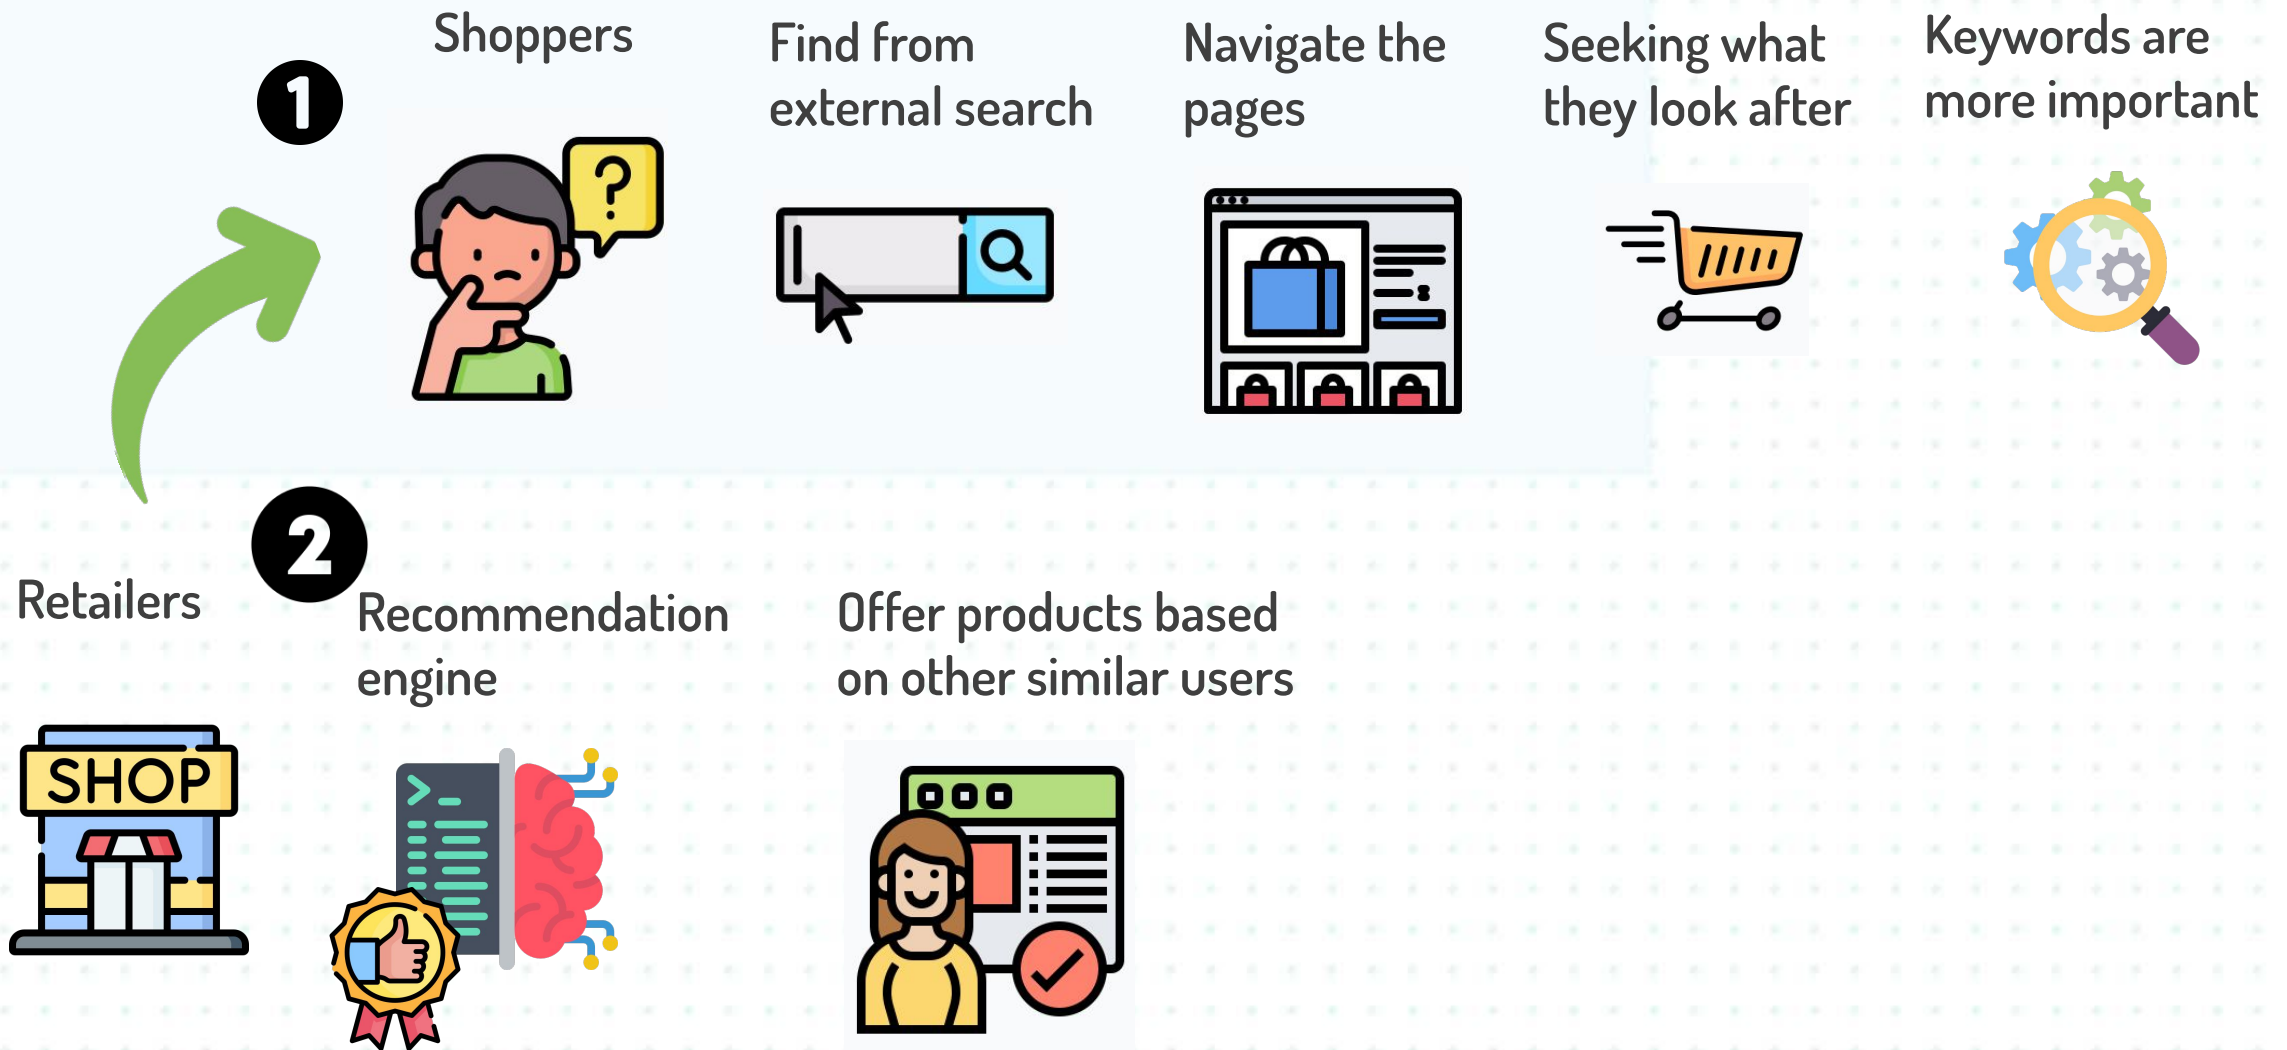 1
Shoppers
Find from
external search
Navigate the
pages
Seeking what
they look after
Keywords are
more important
?
2
Retailers
SHOP
Recommendation
engine
Offer products based
on other similar users